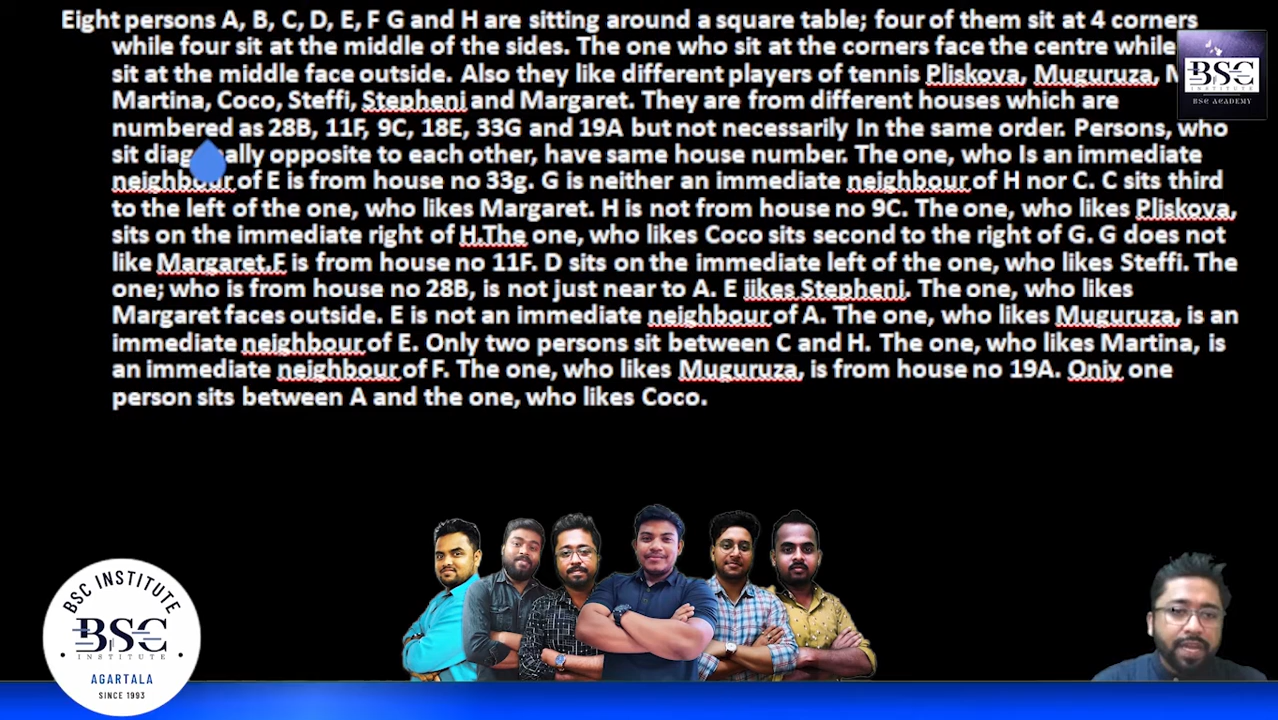 Eight persons A, B, C, D, E, F G and H are sitting around a square table; four of them sit at 4 corners
while four sit at the middle of the sides. The one who sit at the corners face the centre while
sit at the middle face outside. Also they like different players of tennis Pliskova, Muguruza,
Martina, Coco, Steffi, Stepheni and Margaret. They are from different houses which are
numbered as 28B, 11F, 9C, 18E, 33G and 19A but not necessarily In the same order. Persons, who
sit diagonally opposite to each other, have same house number. The one, who Is an immediate
neighbour of E is from house no 33g. G is neither an immediate neighbour of H nor C. C sits third
to the left of the one, who likes Margaret. H is not from house no 9C. The one, who likes Pliskova,
sits on the immediate right of H.The one, who likes Coco sits second to the right of G. G does not
like Margaret.F is from house no 11F. D sits on the immediate left of the one, who likes Steffi. The
one; who is from house no 28B, is not just near to A. E iikes Stepheni. The one, who likes
Margaret faces outside. E is not an immediate neighbour of A. The one, who likes Muguruza, is an
immediate neighbour of E. Only two persons sit between C and H. The one, who likes Martina, is
an immediate neighbour of F. The one, who likes Muguruza, is from house no 19A. Oniy one
person sits between A and the one, who likes Coco.
BSC
BSC ACADEMY
BSC INSTITUTE
BSC
INSTITUTE
AGARTALA
SINCE 1993